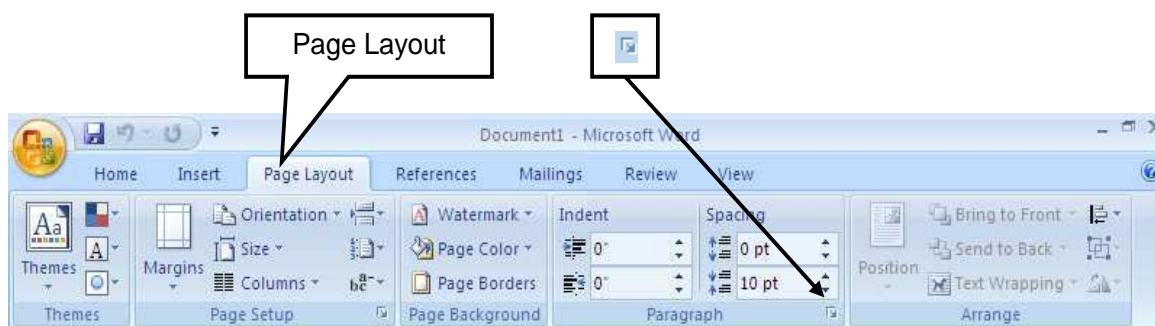 Page Layout
Document1 - Microsoft Word
Home Insert Page Layout References Mailings Review View
Aa Orientation Watermark Indent Spacing Bring to Front
A Size Page Color 0" 0 pt Send to Back
Themes Margins Columns Page Borders 0" 10 pt Position Text Wrapping
Themes Page Setup Page Background Paragraph Arrange